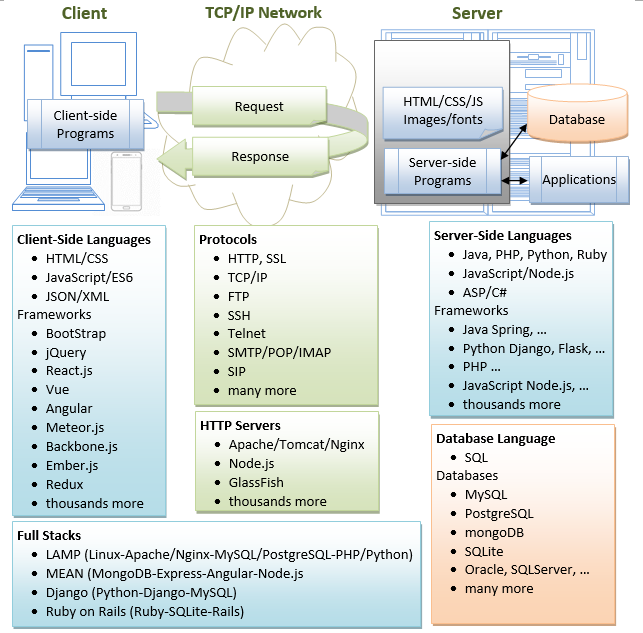 Client
TCP/IP Network
Server
Client-side
Programs
Request
Response
HTML/CSS/JS
Images/fonts
Server-side
Programs
Database
Applications
Client-Side Languages
• HTML/CSS
• JavaScript/ES6
• JSON/XML
Frameworks
• BootStrap
• jQuery
• React.js
• Vue
• Angular
• Meteor.js
• Backbone.js
• Ember.js
• Redux
• thousands more
Protocols
• HTTP, SSL
• TCP/IP
• FTP
• SSH
• Telnet
• SMTP/POP/IMAP
• SIP
• many more
HTTP Servers
• Apache/Tomcat/Nginx
• Node.js
• GlassFish
• thousands more
Server-Side Languages
• Java, PHP, Python, Ruby
• JavaScript/Node.js
• ASP/C#
Frameworks
• Java Spring, ...
• Python Django, Flask, ...
• PHP ...
• JavaScript Node.js, ...
• thousands more
Database Language
• SQL
Databases
• MySQL
• PostgreSQL
• mongoDB
• SQLite
• Oracle, SQLServer, ...
• many more
Full Stacks
• LAMP (Linux-Apache/Nginx-MySQL/PostgreSQL-PHP/Python)
• MEAN (MongoDB-Express-Angular-Node.js
• Django (Python-Django-MySQL)
• Ruby on Rails (Ruby-SQLite-Rails)